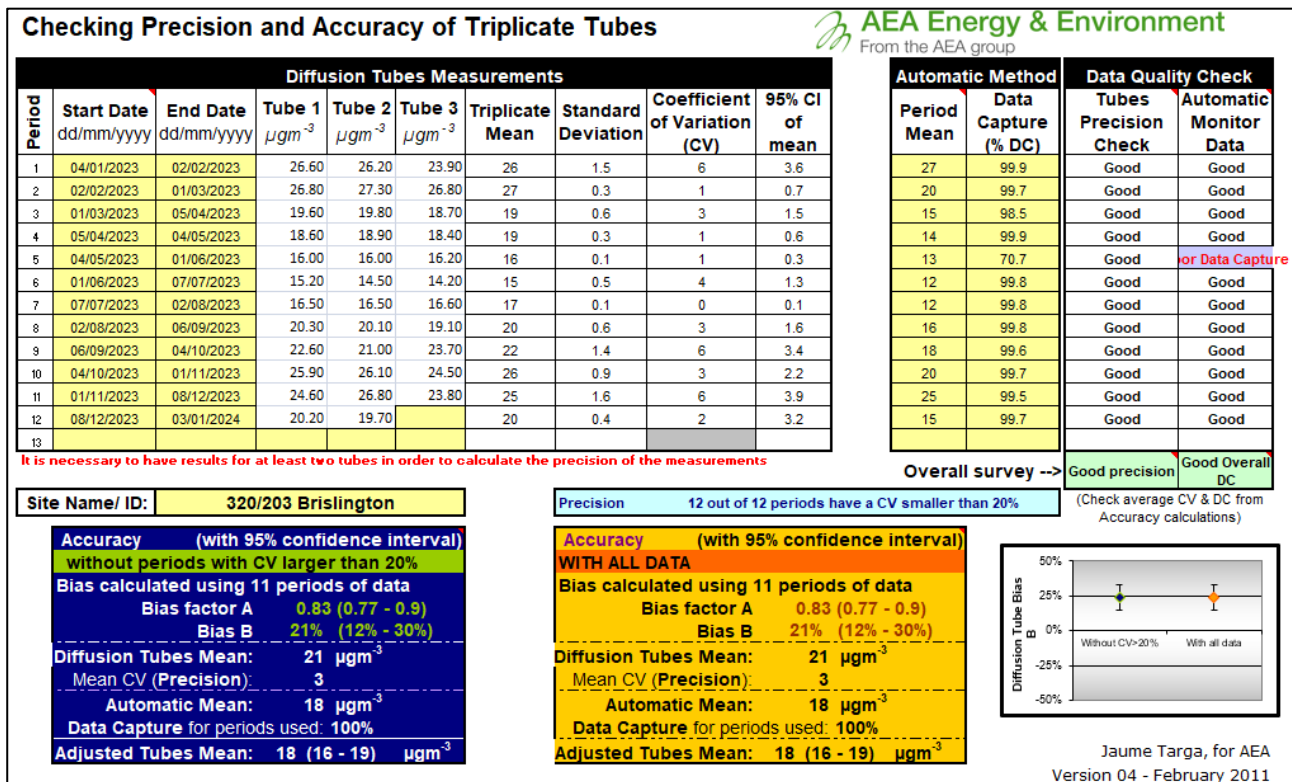 Checking Precision and Accuracy of Triplicate Tubes
AEA Energy & Environment
From the AEA group
Diffusion Tubes Measurements
Automatic Method
Data Quality Check
Period Start Date dd/mm/yyyy End Date dd/mm/yyyy Tube 1 µgm-3 Tube 2 µgm-3 Tube 3 µgm-3 Triplicate Mean Standard Deviation Coefficient of Variation (CV) 95% CI of mean Period Mean Data Capture (% DC) Tubes Precision Check Automatic Monitor Data
1 04/01/2023 02/02/2023 26.60 26.20 23.90 26 1.5 6 3.6 27 99.9 Good Good
2 02/02/2023 01/03/2023 26.80 27.30 26.80 27 0.3 1 0.7 20 99.7 Good Good
3 01/03/2023 05/04/2023 19.60 19.80 18.70 19 0.6 3 1.5 15 98.5 Good Good
4 05/04/2023 04/05/2023 18.60 18.90 18.40 19 0.3 1 0.6 14 99.9 Good Good
5 04/05/2023 01/06/2023 16.00 16.00 16.20 16 0.1 1 0.3 13 70.7 Good or Data Capture
6 01/06/2023 07/07/2023 15.20 14.50 14.20 15 0.5 4 1.3 12 99.8 Good Good
7 07/07/2023 02/08/2023 16.50 16.50 16.60 17 0.1 0 0.1 12 99.8 Good Good
8 02/08/2023 06/09/2023 20.30 20.10 19.10 20 0.6 3 1.6 16 99.8 Good Good
9 06/09/2023 04/10/2023 22.60 21.00 23.70 22 1.4 6 3.4 18 99.6 Good Good
10 04/10/2023 01/11/2023 25.90 26.10 24.50 26 0.9 3 2.2 20 99.7 Good Good
11 01/11/2023 08/12/2023 24.60 26.80 23.80 25 1.6 6 3.9 25 99.5 Good Good
12 08/12/2023 03/01/2024 20.20 19.70 20 0.4 2 3.2 15 99.7 Good Good
13
It is necessary to have results for at least two tubes in order to calculate the precision of the measurements
Overall survey --> Good precision Good Overall DC
Site Name/ ID: 320/203 Brislington
Precision 12 out of 12 periods have a CV smaller than 20%
(Check average CV & DC from
Accuracy calculations)
Accuracy (with 95% confidence interval)
without periods with CV larger than 20%
Bias calculated using 11 periods of data
Bias factor A 0.83 (0.77 - 0.9)
Bias B 21% (12% - 30%)
Diffusion Tubes Mean: 21 µgm-3
Mean CV (Precision): 3
Automatic Mean: 18 µgm-3
Data Capture for periods used: 100%
Adjusted Tubes Mean: 18 (16 - 19) µgm-3
Accuracy (with 95% confidence interval)
WITH ALL DATA
Bias calculated using 11 periods of data
Bias factor A 0.83 (0.77 - 0.9)
Bias B 21% (12% - 30%)
Diffusion Tubes Mean: 21 µgm-3
Mean CV (Precision): 3
Automatic Mean: 18 µgm-3
Data Capture for periods used: 100%
Adjusted Tubes Mean: 18 (16 - 19) µgm-3
Diffusion Tube Bias B
50%
25%
0%
-25%
-50%
Without CV>20% With all data
Jaume Targa, for AEA
Version 04 - February 2011